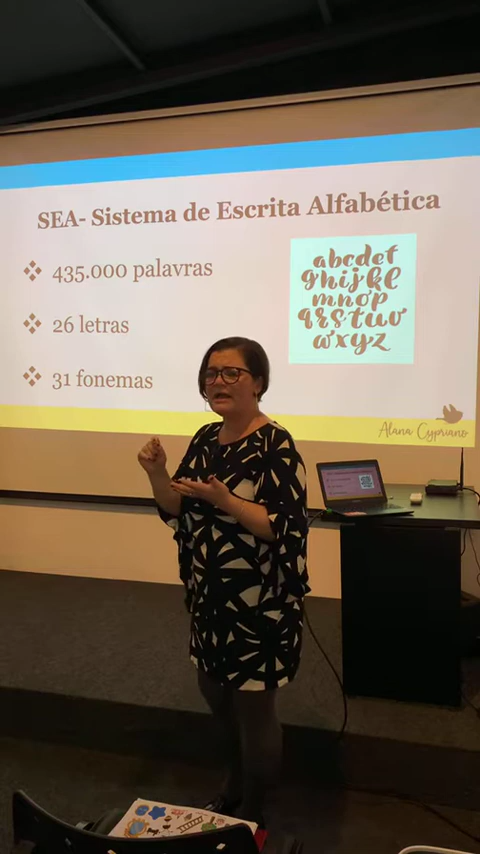 SEA- Sistema de Escrita Alfabética
435.000 palavras
26 letras
31 fonemas
abcdef
ghijkl
mnop
qrstuv
wxyz
Alana Cypriano